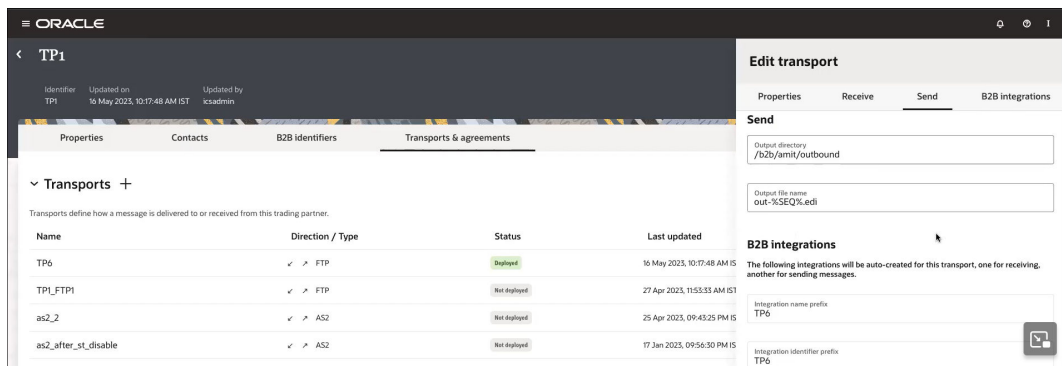 ORACLE
TP1
Identifier Updated on Updated by
TP1 16 May 2023, 10:17:48 AM IST icsadmin
Properties Contacts B2B identifiers Transports & agreements
Transports
Transports define how a message is delivered to or received from this trading partner.
Name Direction / Type Status Last updated
TP6 FTP Deployed 16 May 2023, 10:17:48 AM IS
TP1_FTP1 FTP Not deployed 27 Apr 2023, 11:53:33 AM IST
as2_2 AS2 Not deployed 25 Apr 2023, 09:43:25 PM IS
as2_after_st_disable AS2 Not deployed 17 Jan 2023, 09:56:30 PM IS
I
Edit transport
Properties Receive Send B2B integrations
Send
Output directory
/b2b/amit/outbound
Output file name
out-%SEQ%.edi
B2B integrations
The following integrations will be auto-created for this transport, one for receiving,
another for sending messages.
Integration name prefix
TP6
Integration identifier prefix
TP6